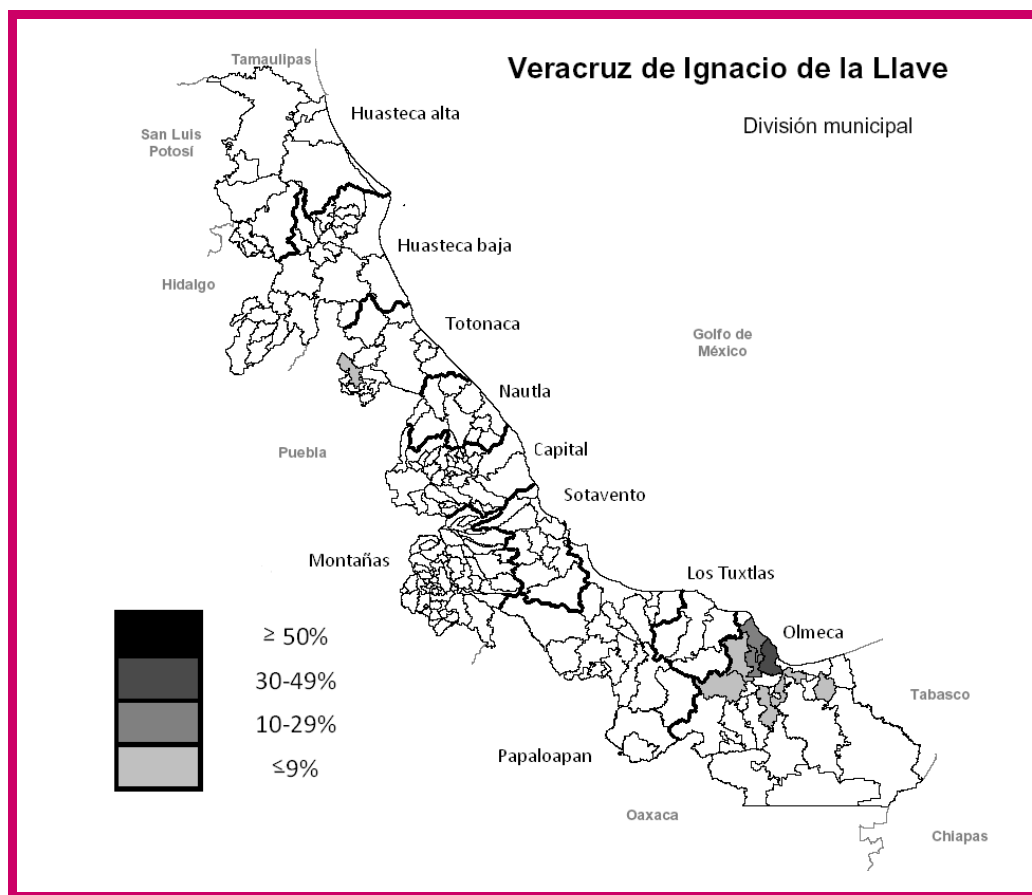 Tamaulipas
Veracruz de Ignacio de la Llave
Huasteca alta
División municipal
San Luis
Potosí
Huasteca baja
Hidalgo
Totonaca
Golfo de
México
Nautla
Puebla
Capital
Sotavento
Montañas
Los Tuxtlas
≥ 50%
Olmeca
30-49%
Tabasco
10-29%
Papaloapan
≤9%
Oaxaca
Chiapas